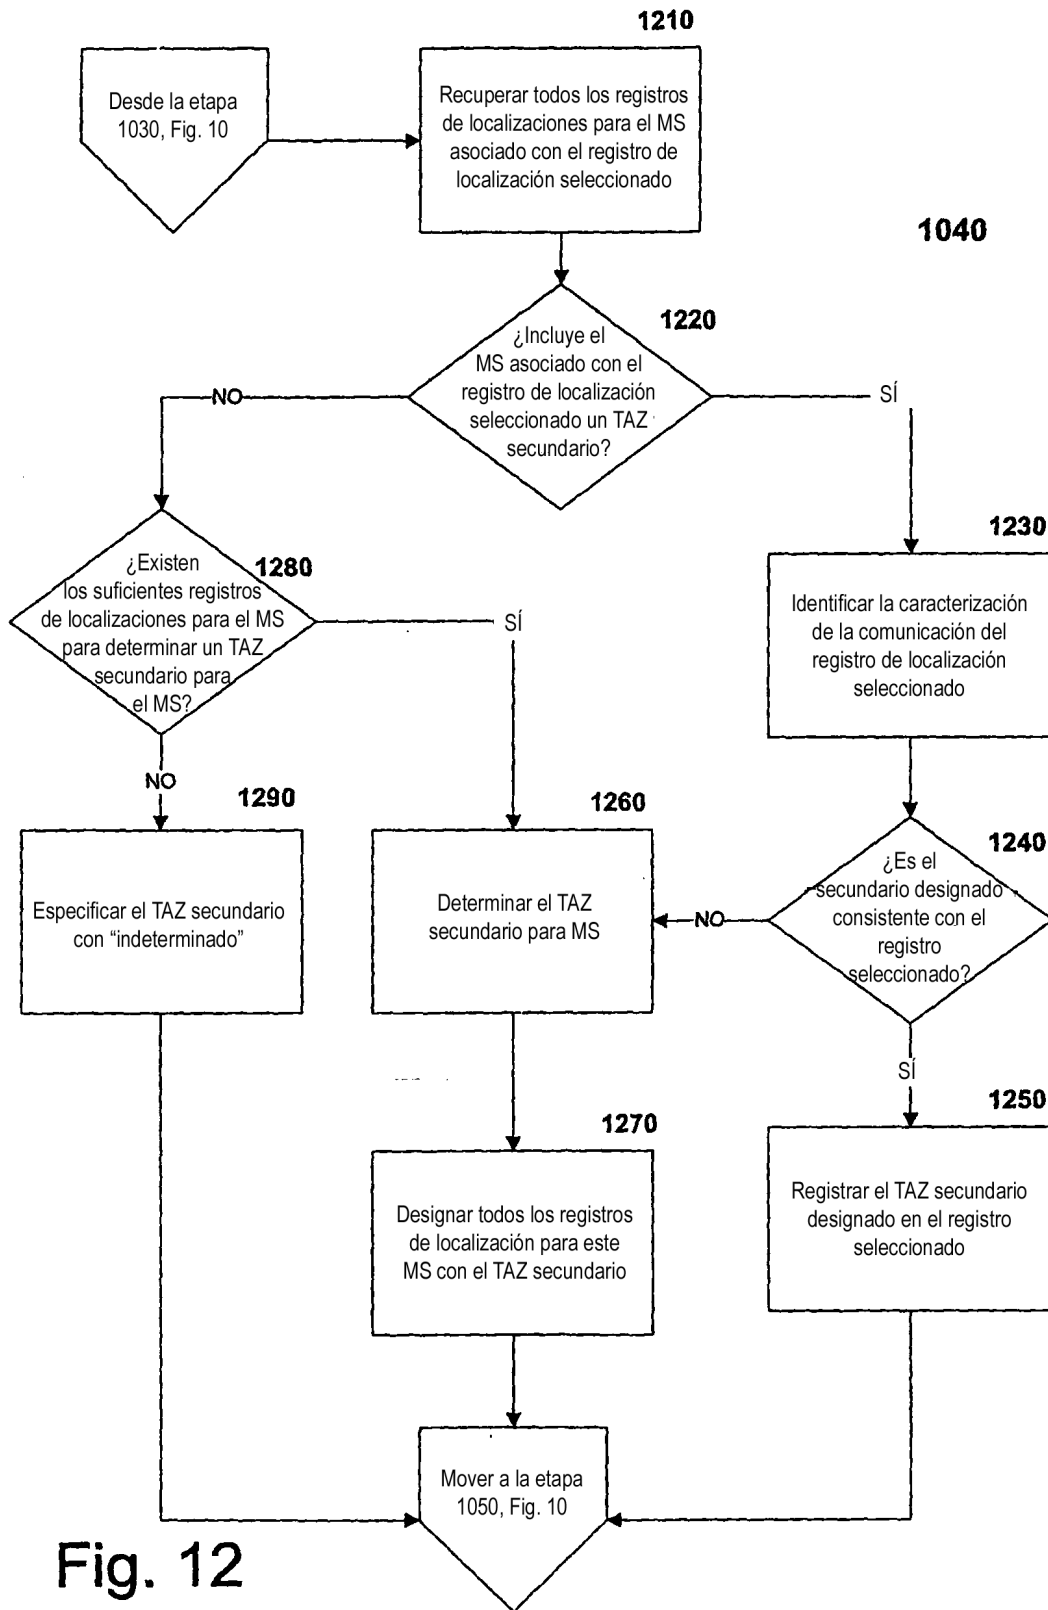 1210
Desde la etapa
1030, Fig. 10
Recuperar todos los registros
de localizaciones para el MS
asociado con el registro de
localización seleccionado
1040
1220
¿Incluye el
MS asociado con el
registro de localización
seleccionado un TAZ
secundario?
NO
SÍ
1230
Identificar la caracterización
de la comunicación del
registro de localización
seleccionado
1280
¿Existen
los suficientes registros
de localizaciones para el MS
para determinar un TAZ
secundario para
el MS?
SÍ
NO
1290
Especificar el TAZ secundario
con “indeterminado”
1260
Determinar el TAZ
secundario para MS
1240
¿Es el
secundario designado
consistente con el
registro
seleccionado?
NO
SÍ
1250
Registrar el TAZ secundario
designado en el registro
seleccionado
1270
Designar todos los registros
de localización para este
MS con el TAZ secundario
Mover a la etapa
1050, Fig. 10
Fig. 12